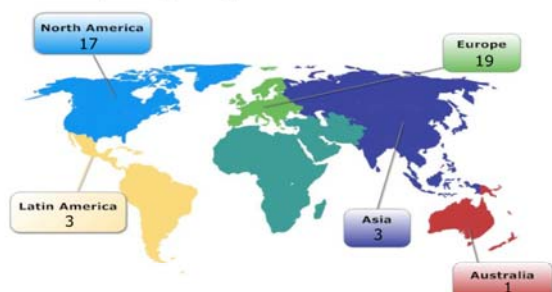 North America
17
Europe
19
Latin America
3
Asia
3
Australia
1